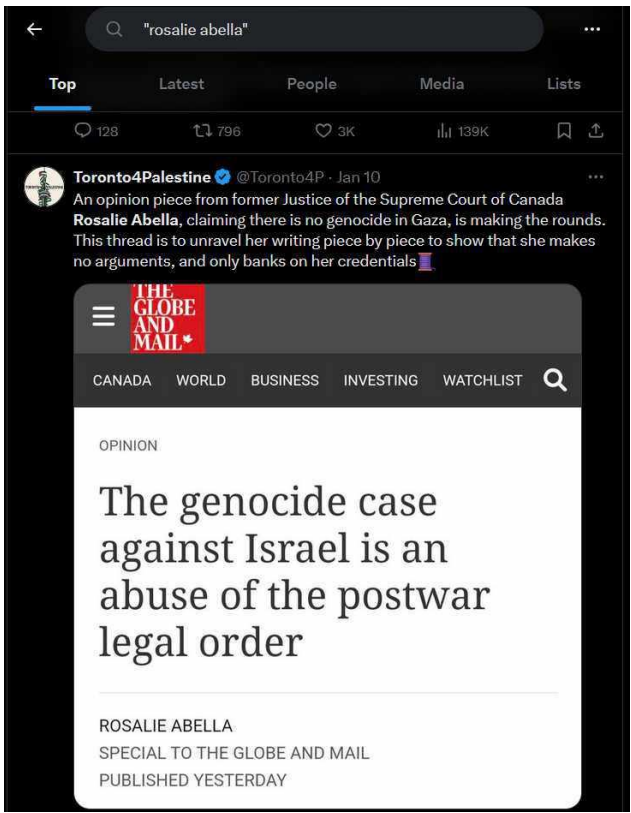 "rosalie abella"
Top Latest People Media Lists
128 796 3K 139K
Toronto4Palestine @Toronto4P · Jan 10
An opinion piece from former Justice of the Supreme Court of Canada
Rosalie Abella, claiming there is no genocide in Gaza, is making the rounds.
This thread is to unravel her writing piece by piece to show that she makes
no arguments, and only banks on her credentials
THE
GLOBE
AND
MAIL
CANADA WORLD BUSINESS INVESTING WATCHLIST
OPINION
The genocide case
against Israel is an
abuse of the postwar
legal order
ROSALIE ABELLA
SPECIAL TO THE GLOBE AND MAIL
PUBLISHED YESTERDAY